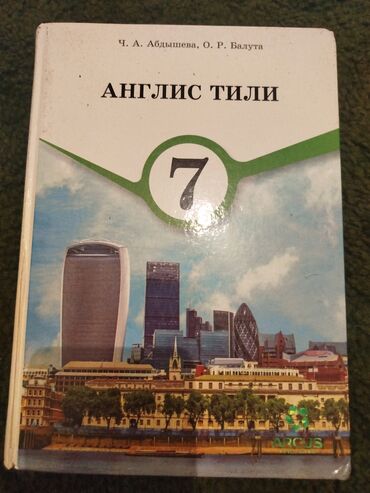 Ч. А. Абдышева, О. Р. Балута
АНГЛИС ТИЛИ
7
ARCUS